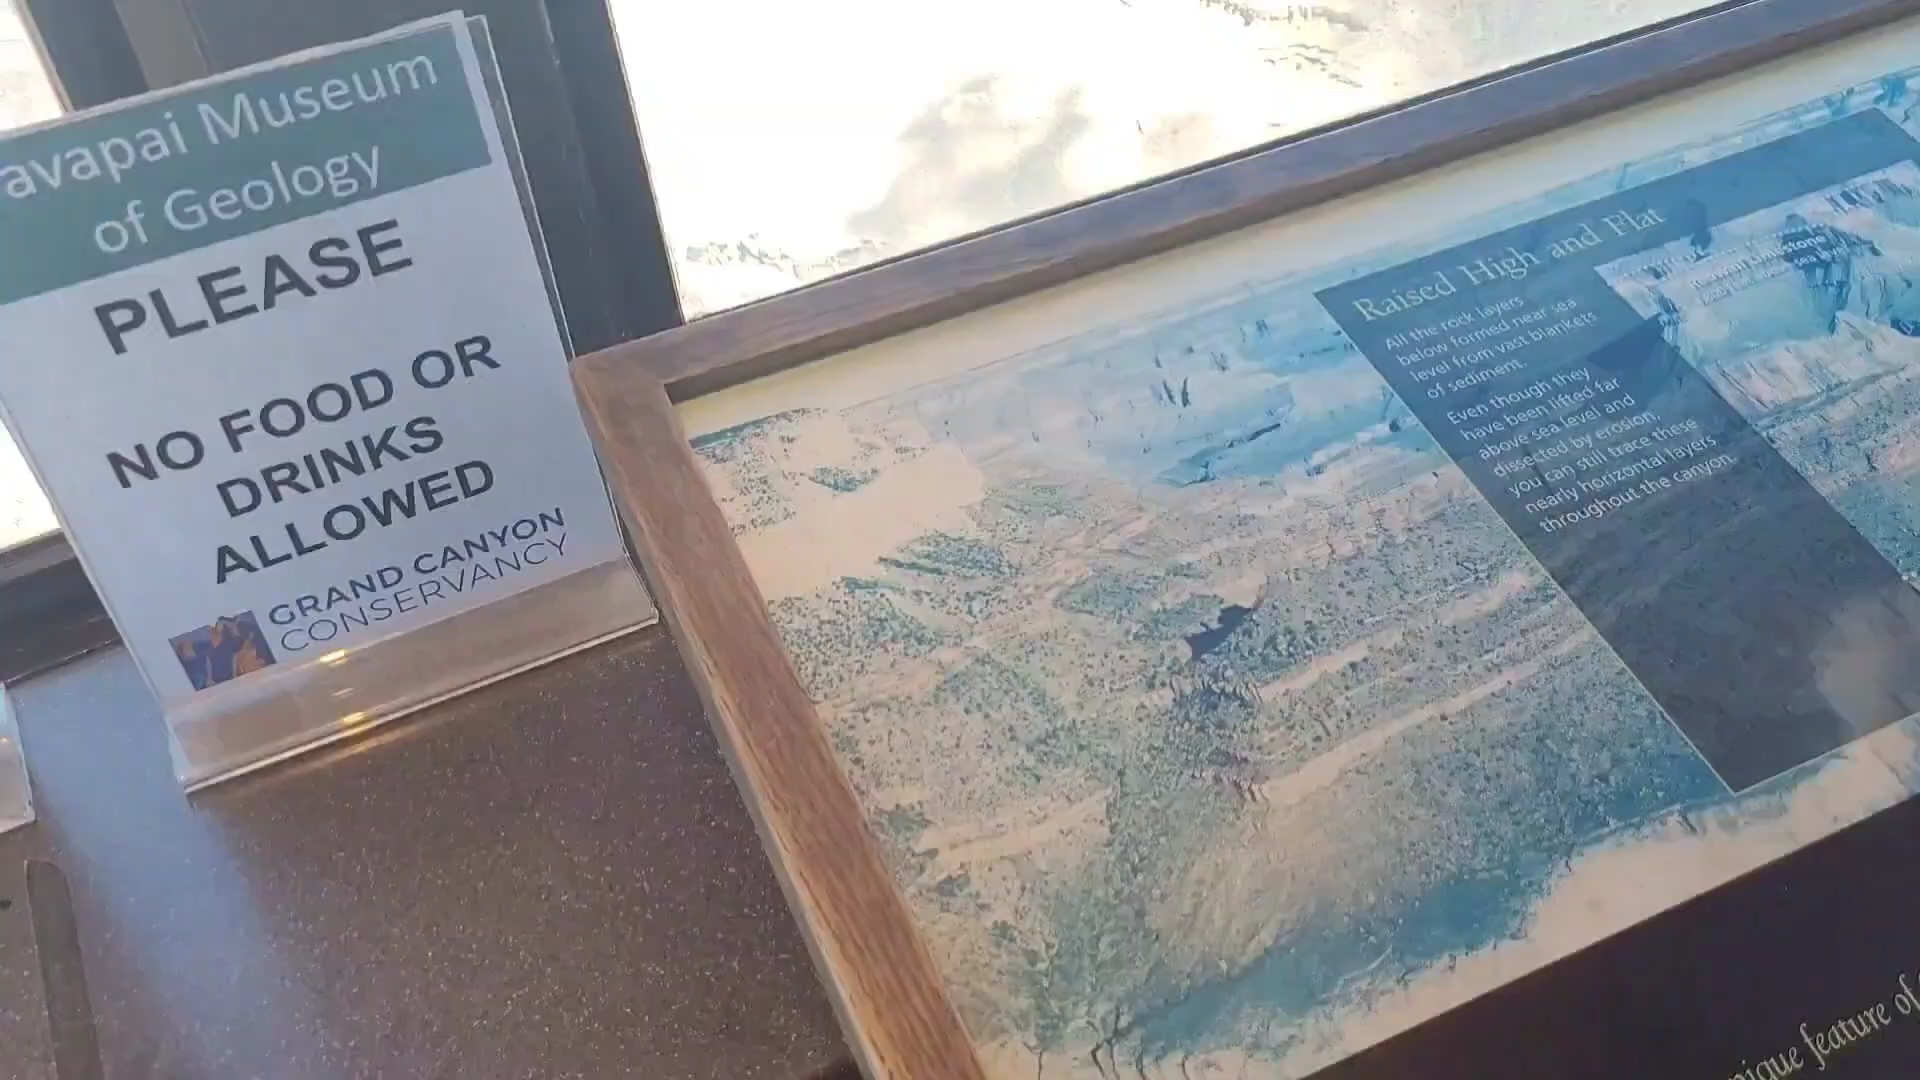 avapai Museum
of Geology
PLEASE
NO FOOD OR
DRINKS
ALLOWED
GRAND CANYON
CONSERVANCY
Raised High and Flat
All the rock layers
below formed near sea
level from vast blankets
of sediment.
Even though they
have been lifted far
above sea level and
dissected by erosion,
you can still trace these
nearly horizontal layers
throughout the canyon.
Limestone
feature of